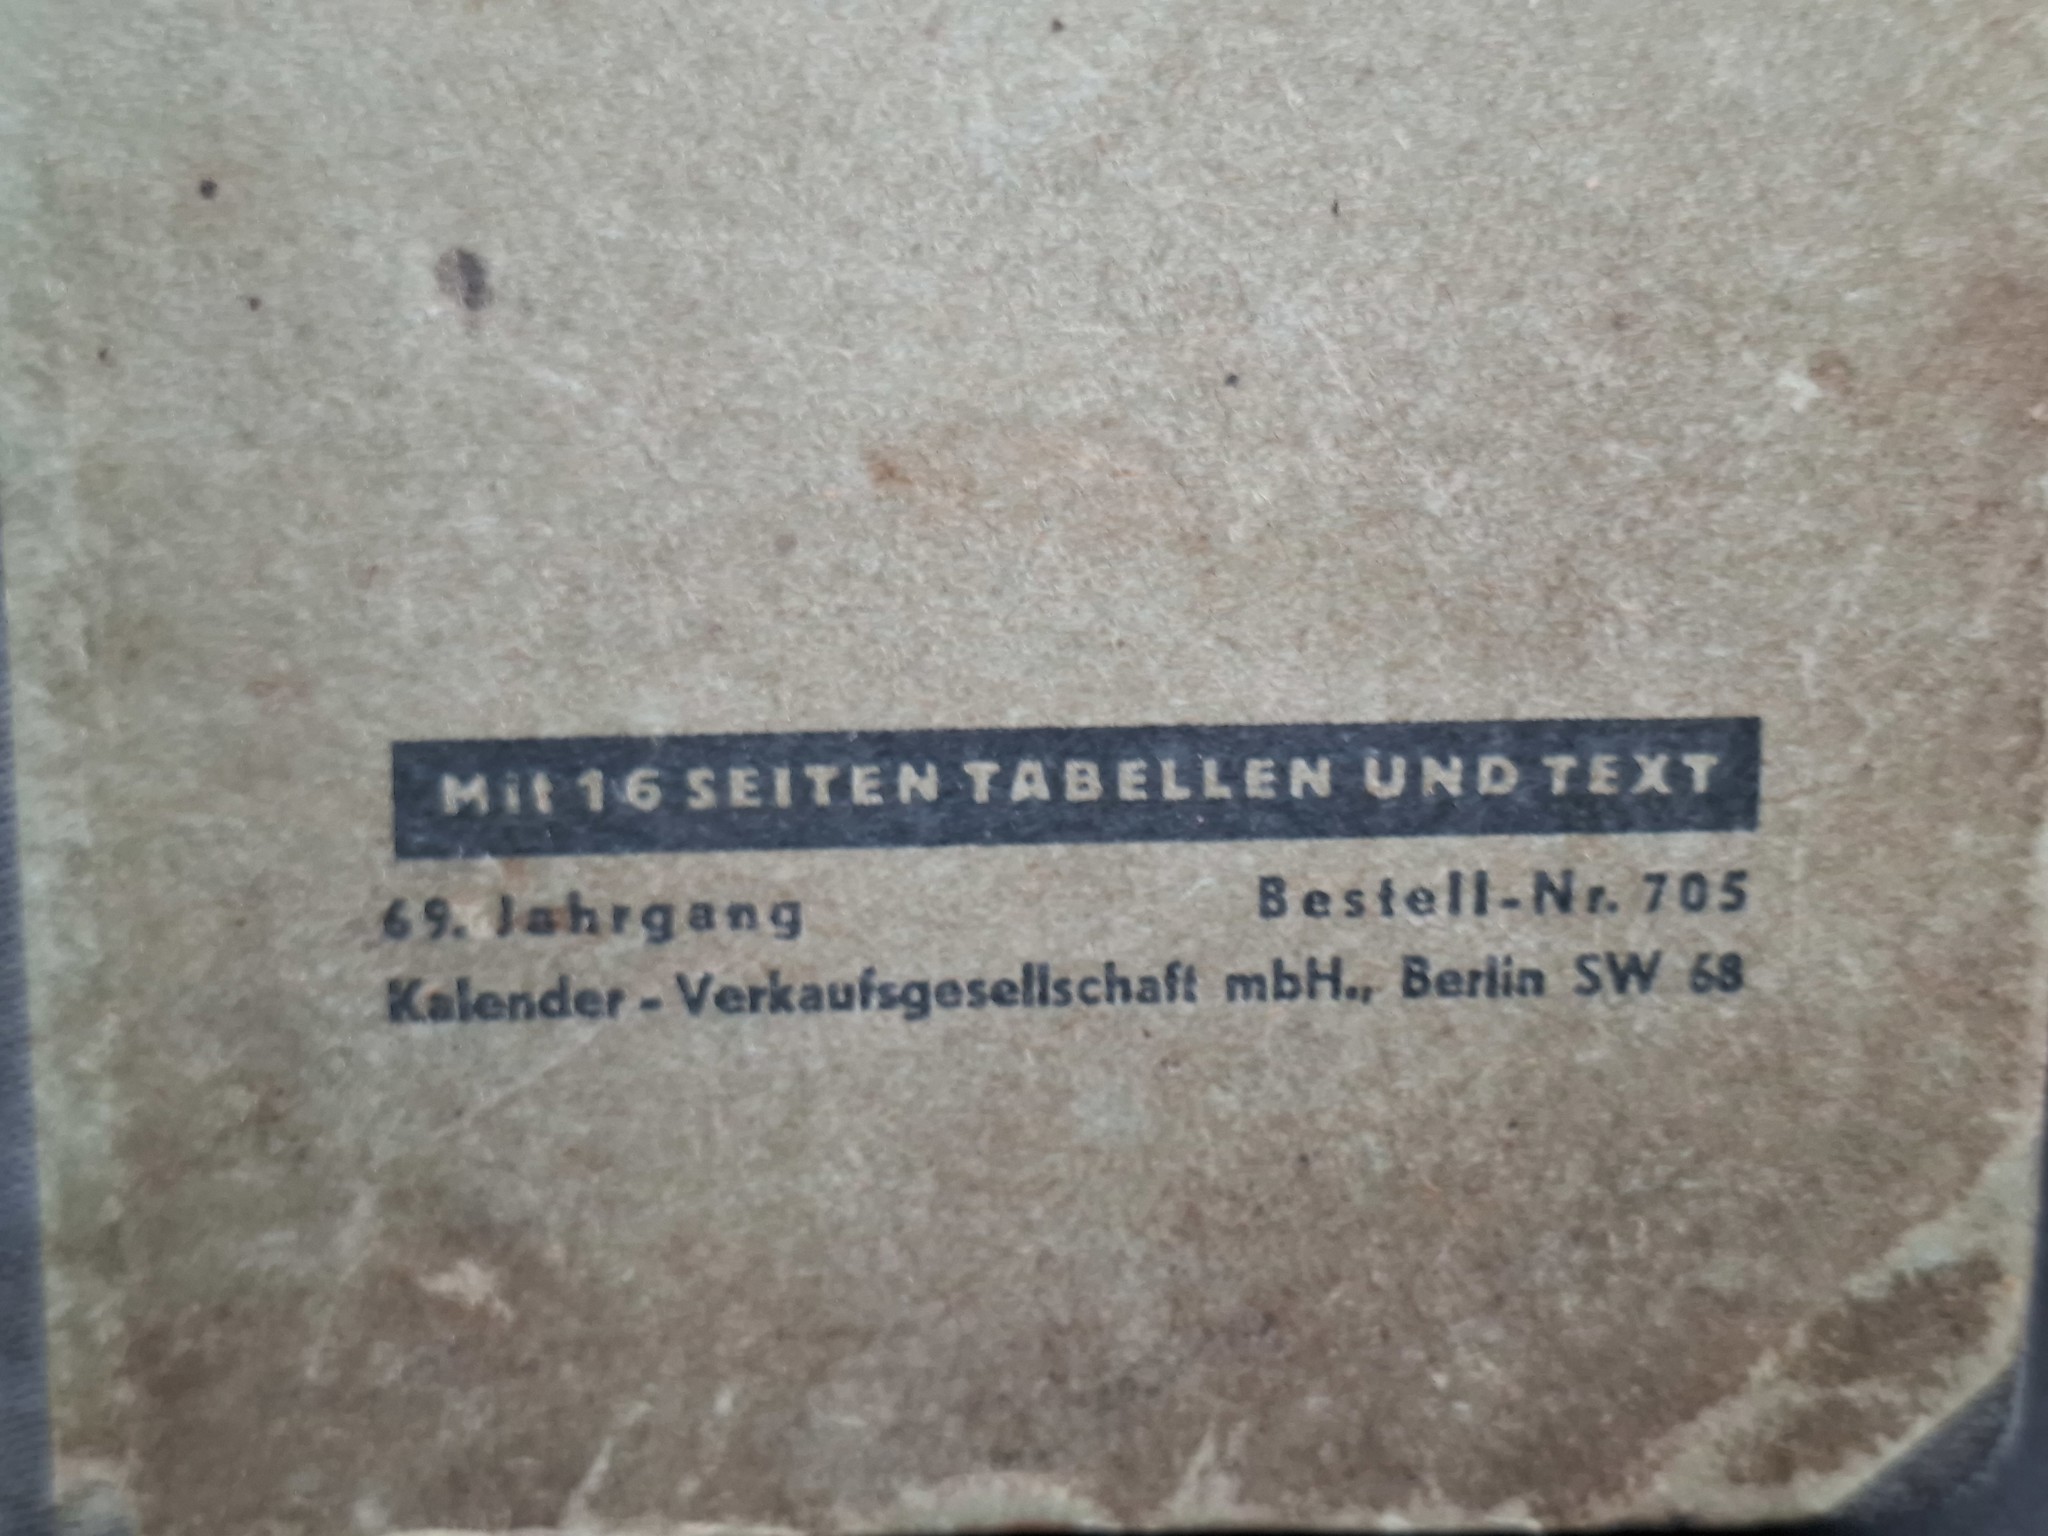 Mit 16 SEITEN TABELLEN UND TEXT
69. Jahrgang Bestell-Nr. 705
Kalender-Verkaufsgesellschaft mbH., Berlin SW 68